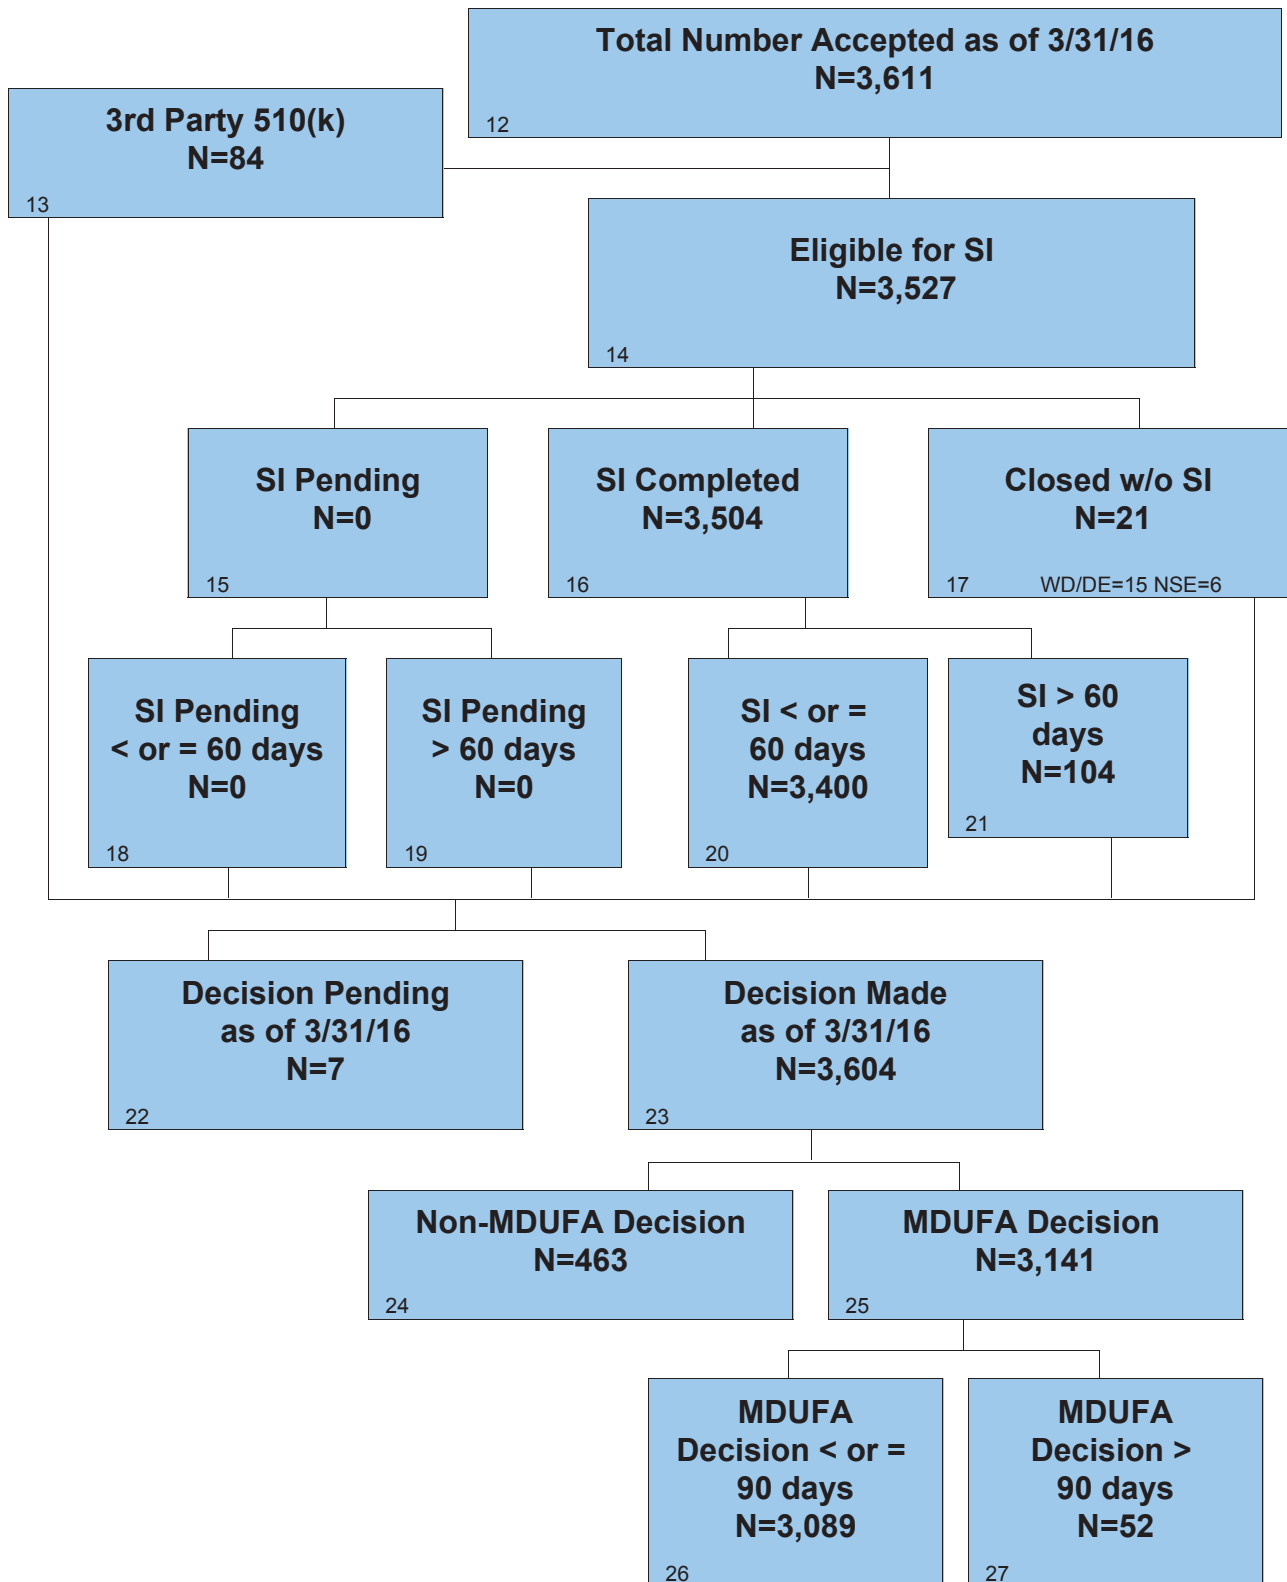 Total Number Accepted as of 3/31/16
N=3,611
12
3rd Party 510(k)
N=84
13
Eligible for SI
N=3,527
14
SI Pending
N=0
15
SI Completed
N=3,504
16
Closed w/o SI
N=21
17 WD/DE=15 NSE=6
SI Pending
< or = 60 days
N=0
18
SI Pending
> 60 days
N=0
19
SI < or =
60 days
N=3,400
20
SI > 60
days
N=104
21
Decision Pending
as of 3/31/16
N=7
22
Decision Made
as of 3/31/16
N=3,604
23
Non-MDUFA Decision
N=463
24
MDUFA Decision
N=3,141
25
MDUFA
Decision < or =
90 days
N=3,089
26
MDUFA
Decision >
90 days
N=52
27